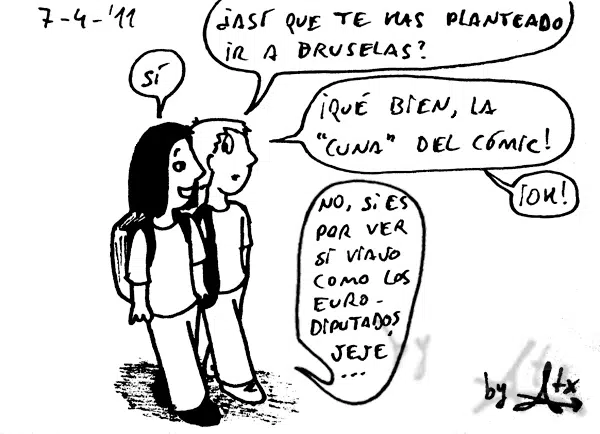 7-4-'11
¿ASÍ QUE TE HAS PLANTEADO
IR A BRUSELAS?
SÍ
¡QUÉ BIEN, LA
"CUNA" DEL CÓMIC!
¡OH!
NO, SI ES
POR VER
SI VIAJO
COMO LOS
EURO-
DIPUTADOS,
JEJE
...
by Atx